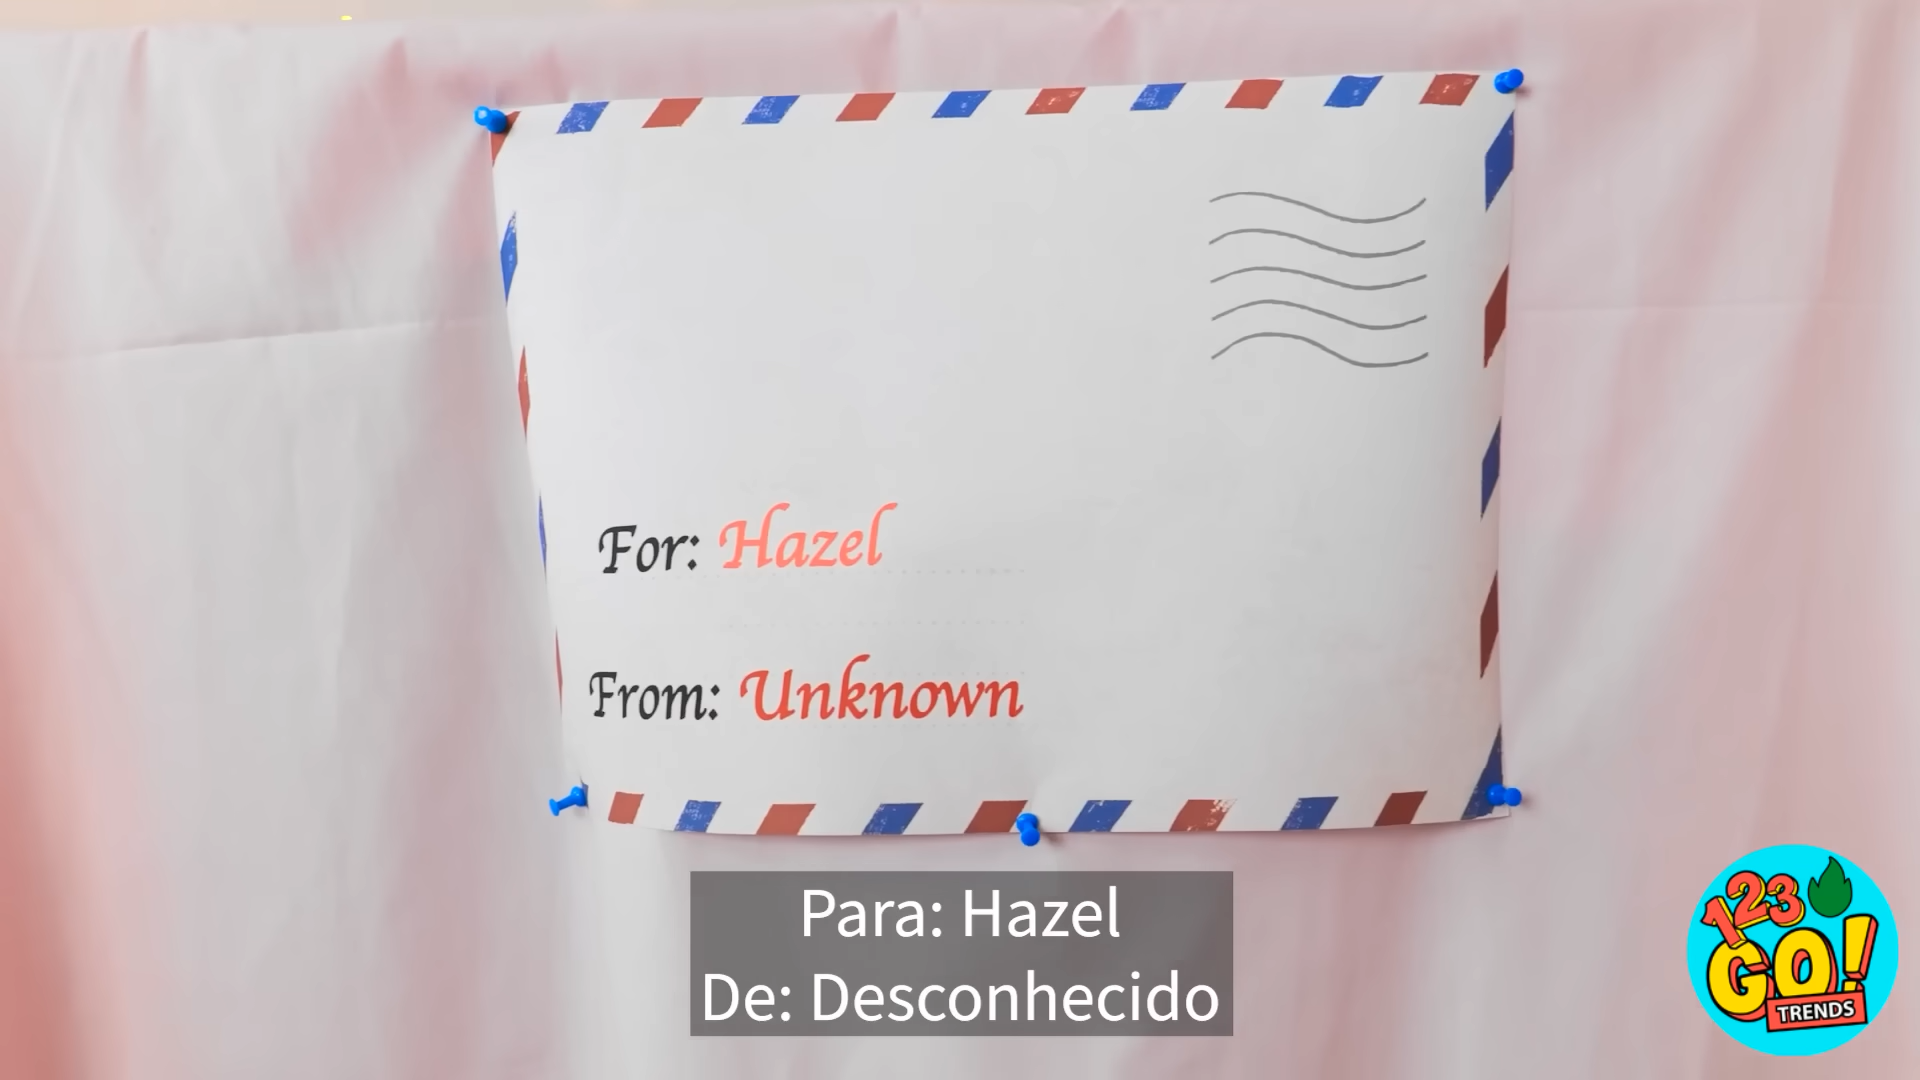 For: Hazel
From: Unknown
Para: Hazel
De: Desconhecido
123
GO!
TRENDS